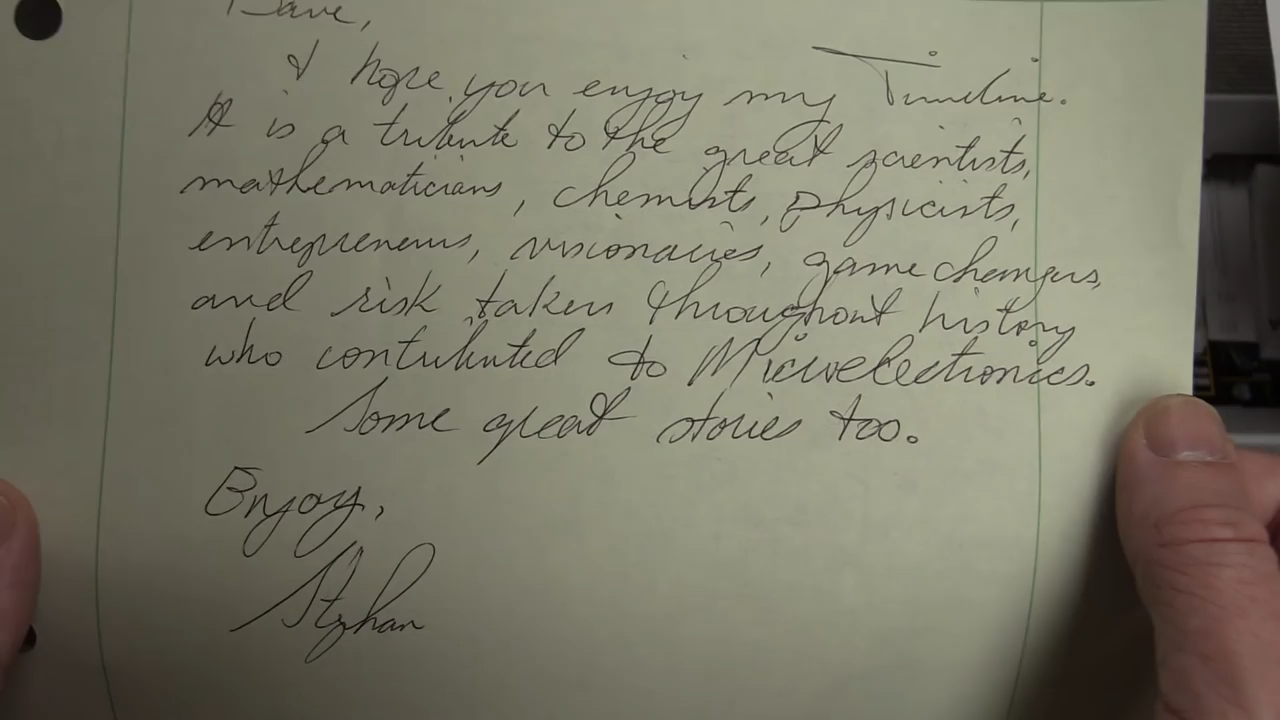 Dave,
I hope you enjoy my Timeline.
It is a tribute to the great scientists,
mathematicians, chemists, physicists,
entrepreneurs, visionaries, game changers,
and risk takers throughout history
who contributed to Microelectronics.
Some great stories too.
Enjoy,
Stephan